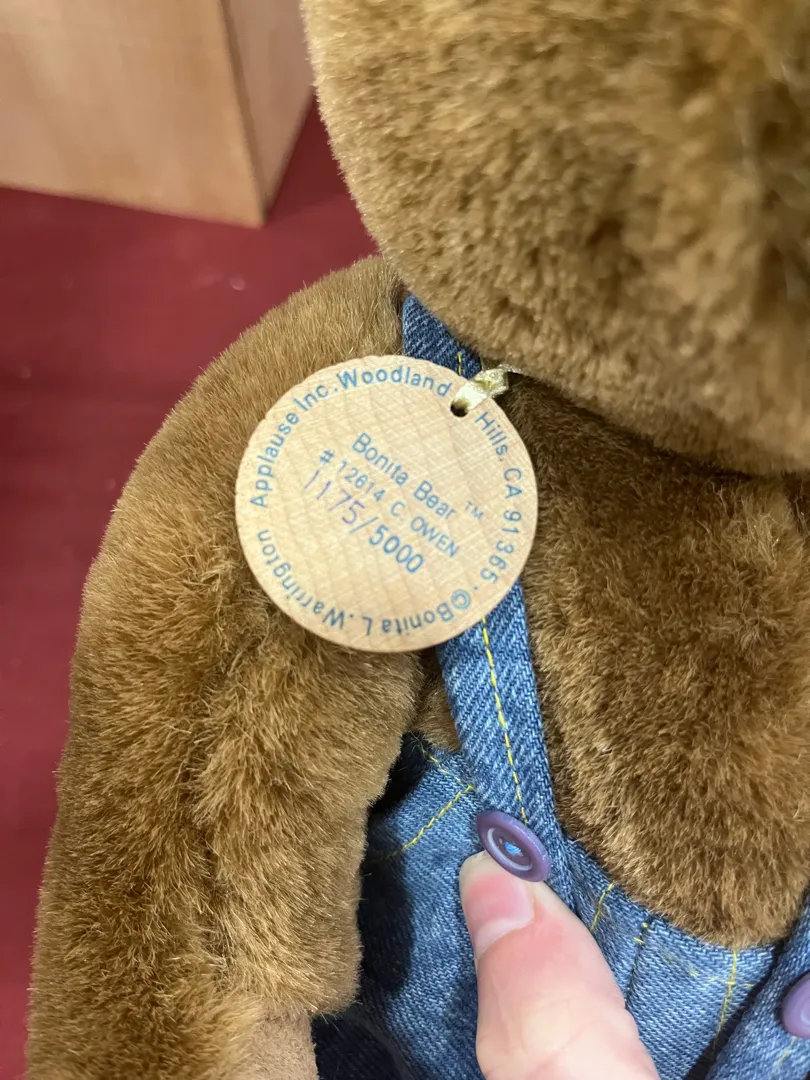 Applause Inc. Woodland Hills, CA 91365 · ©Bonita L. Warrington
Bonita Bear ™
# 12614 C. OWEN
1175/5000